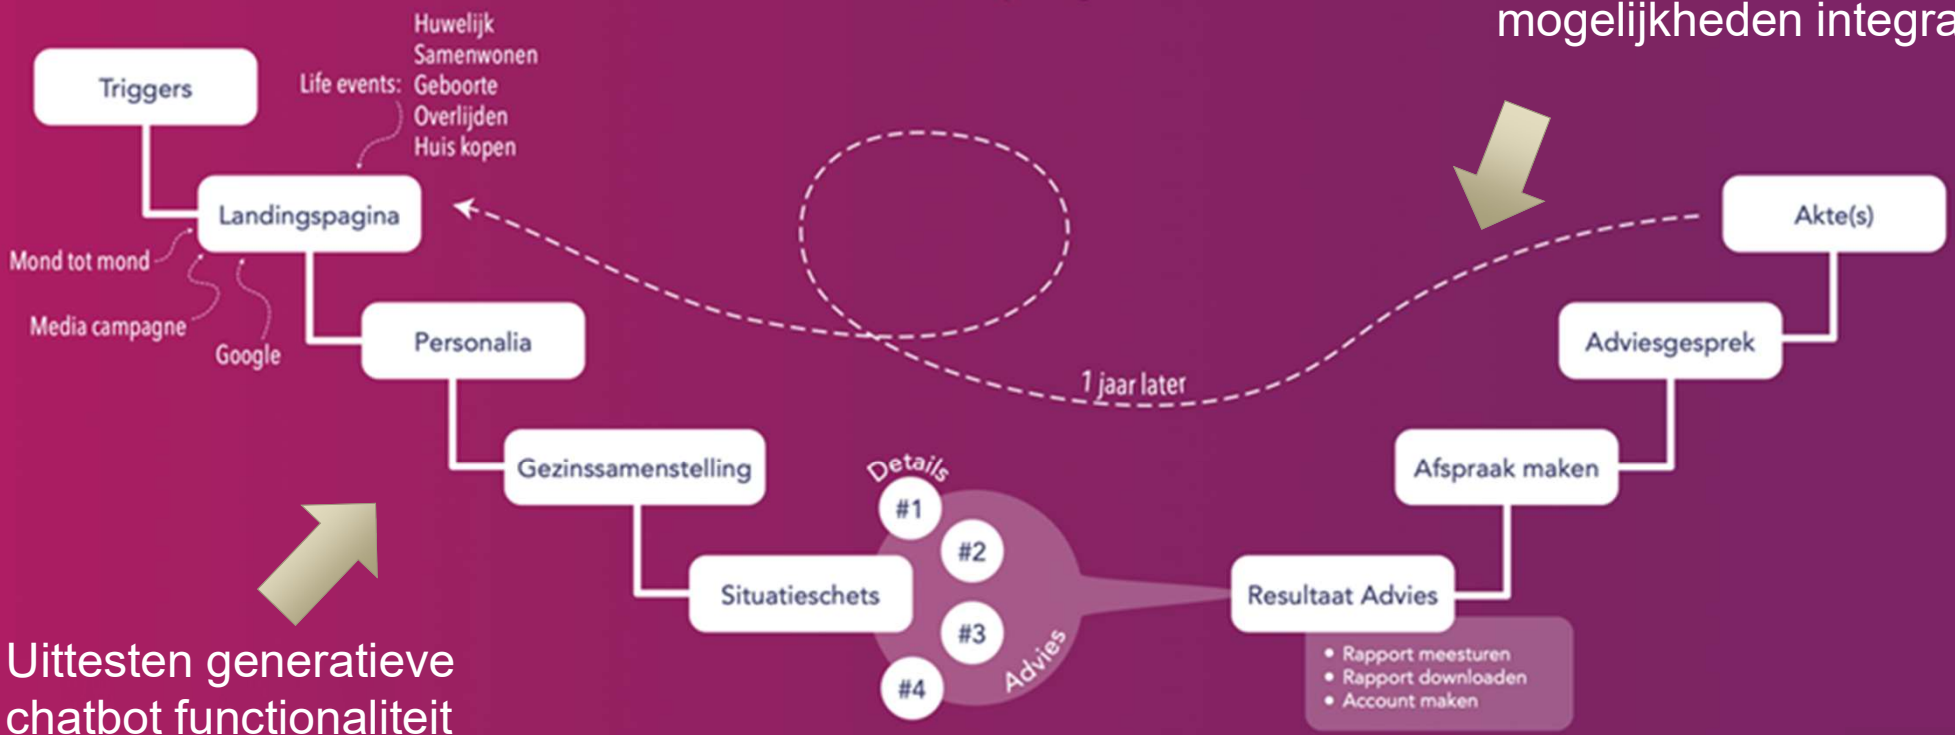 mogelijkheden integra
Triggers
Life events:
Huwelijk
Samenwonen
Geboorte
Overlijden
Huis kopen
Landingspagina
Mond tot mond
Media campagne
Google
Personalia
Gezinssamenstelling
Situatieschets
Details
#1
#2
#3
#4
Advies
1 jaar later
Resultaat Advies
• Rapport meesturen
• Rapport downloaden
• Account maken
Afspraak maken
Adviesgesprek
Akte(s)
Uittesten generatieve
chatbot functionaliteit